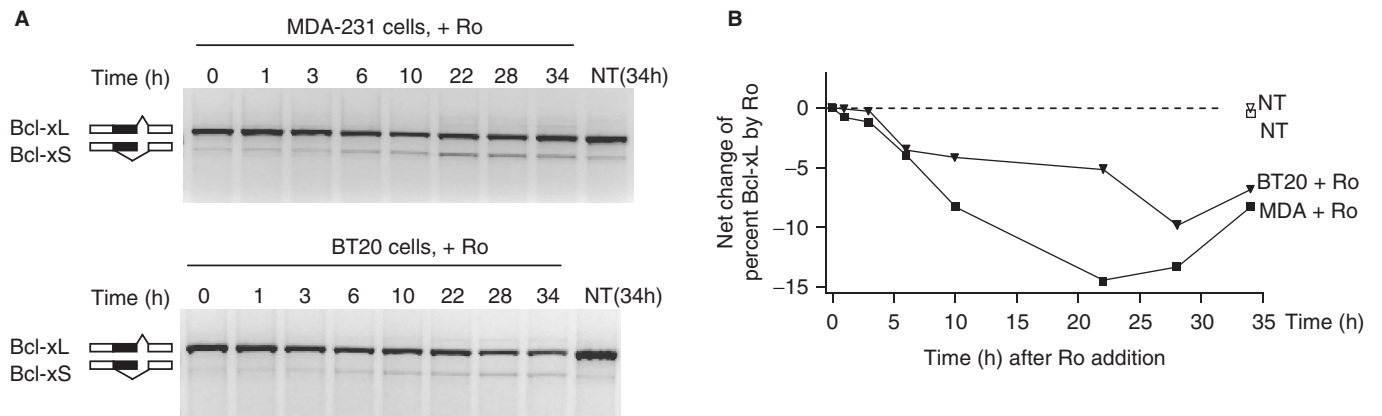 A
MDA-231 cells, + Ro
Time (h) 0 1 3 6 10 22 28 34 NT(34h)
Bcl-xL
Bcl-xS
BT20 cells, + Ro
Time (h) 0 1 3 6 10 22 28 34 NT(34h)
Bcl-xL
Bcl-xS
B
Net change of
percent Bcl-xL by Ro
0
−5
−10
−15
NT
NT
BT20 + Ro
MDA + Ro
0 5 10 15 20 25 30 35 Time (h)
Time (h) after Ro addition